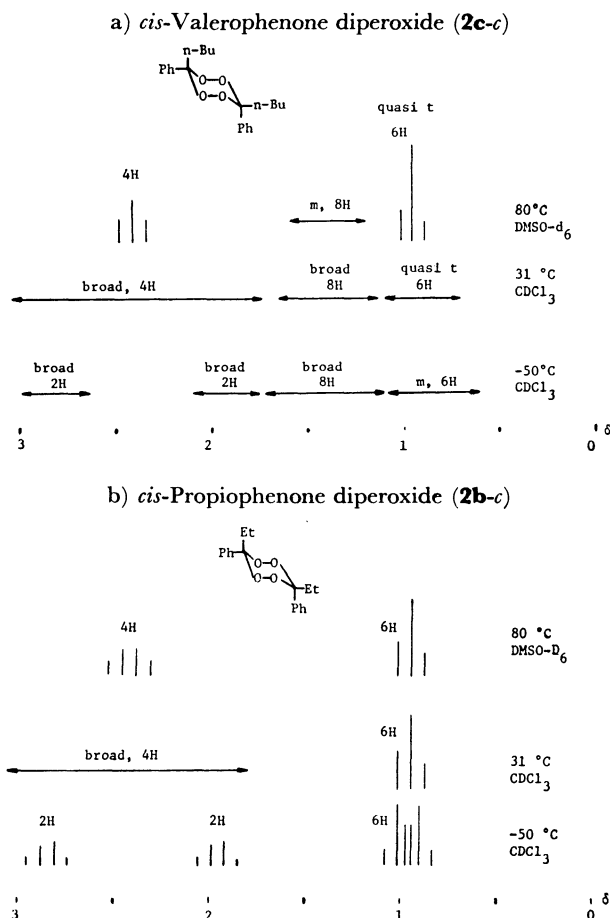 a) cis-Valerophenone diperoxide (2c-c)
n-Bu
Ph
O-O
O-O
n-Bu
Ph
quasi t
6H
4H
m, 8H
80°C
DMSO-d6
broad, 4H
broad
8H
quasi t
6H
31 °C
CDCl3
broad
2H
broad
2H
broad
8H
m, 6H
-50°C
CDCl3
3
2
1
0 δ
b) cis-Propiophenone diperoxide (2b-c)
Et
Ph
O-O
O-O
Et
Ph
4H
6H
80 °C
DMSO-D6
broad, 4H
6H
31 °C
CDCl3
2H
2H
6H
-50 °C
CDCl3
3
2
1
0 δ